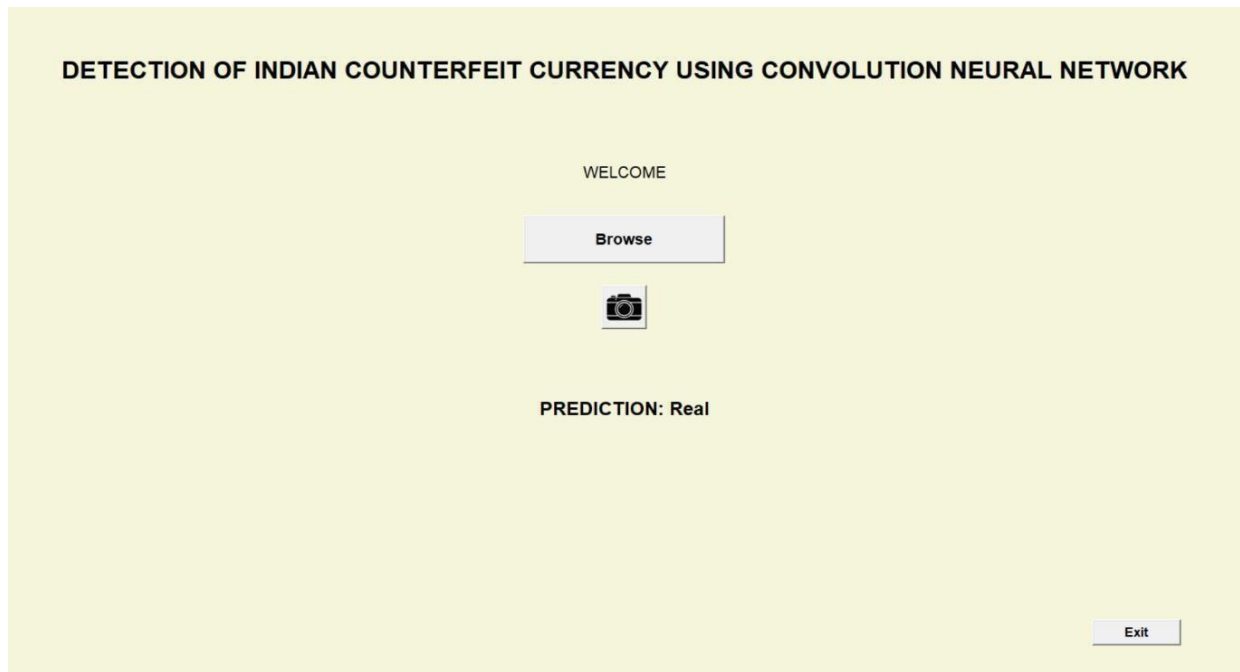 DETECTION OF INDIAN COUNTERFEIT CURRENCY USING CONVOLUTION NEURAL NETWORK
WELCOME
Browse
PREDICTION: Real
Exit